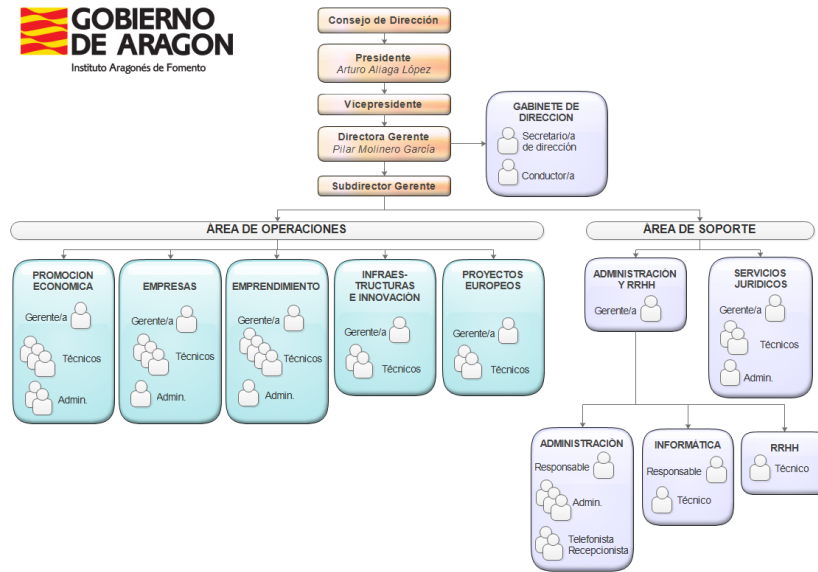 GOBIERNO
DE ARAGON
Instituto Aragonés de Fomento
Consejo de Dirección
Presidente
Arturo Aliaga López
Vicepresidente
Directora Gerente
Pilar Molinero García
Subdirector Gerente
GABINETE DE
DIRECCION
Secretario/a
de dirección
Conductor/a
ÁREA DE OPERACIONES
ÁREA DE SOPORTE
PROMOCION
ECONOMICA
Gerente/a
Técnicos
Admin.
EMPRESAS
Gerente/a
Técnicos
Admin.
EMPRENDIMIENTO
Gerente/a
Técnicos
Admin.
INFRAES-
TRUCTURAS
E INNOVACIÓN
Gerente/a
Técnicos
PROYECTOS
EUROPEOS
Gerente/a
Técnicos
ADMINISTRACIÓN
Y RRHH
Gerente/a
SERVICIOS
JURIDICOS
Gerente/a
Técnicos
Admin.
ADMINISTRACIÓN
Responsable
Admin.
Telefonista
Recepcionista
INFORMÁTICA
Responsable
Técnico
RRHH
Técnico